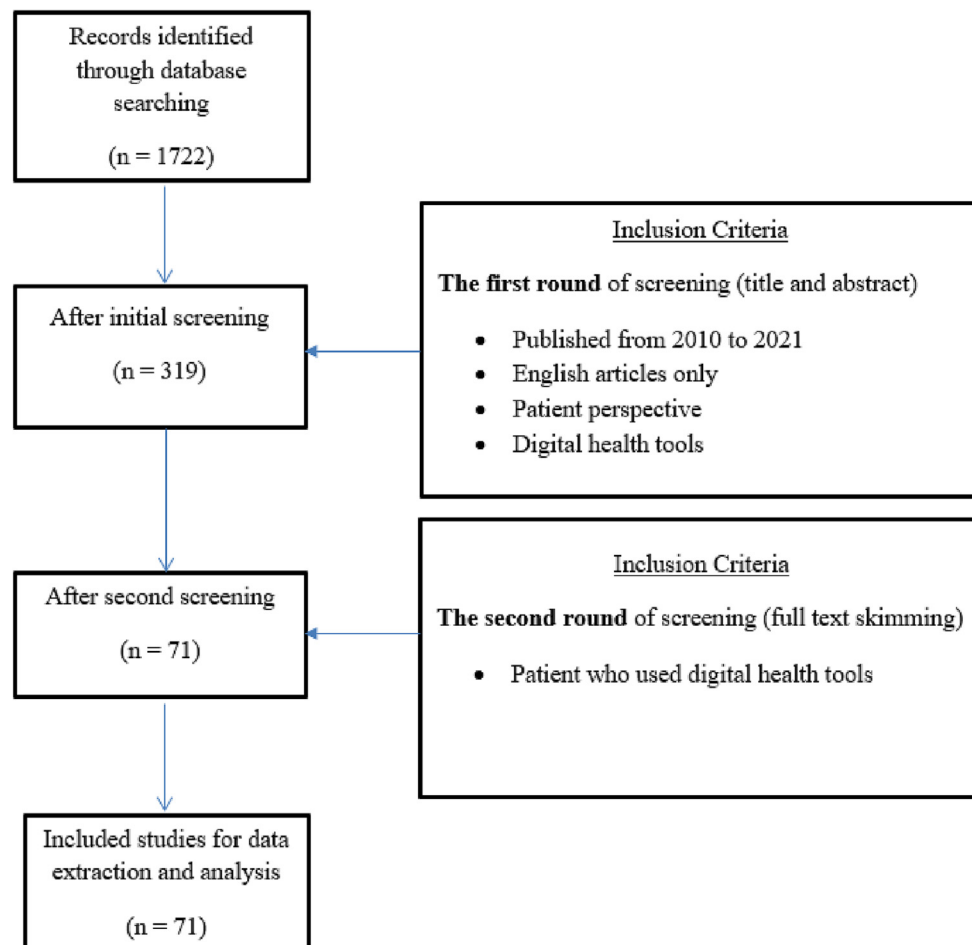 Records identified
through database
searching
(n = 1722)
After initial screening
(n = 319)
Inclusion Criteria
The first round of screening (title and abstract)
• Published from 2010 to 2021
• English articles only
• Patient perspective
• Digital health tools
After second screening
(n = 71)
Inclusion Criteria
The second round of screening (full text skimming)
• Patient who used digital health tools
Included studies for data
extraction and analysis
(n = 71)